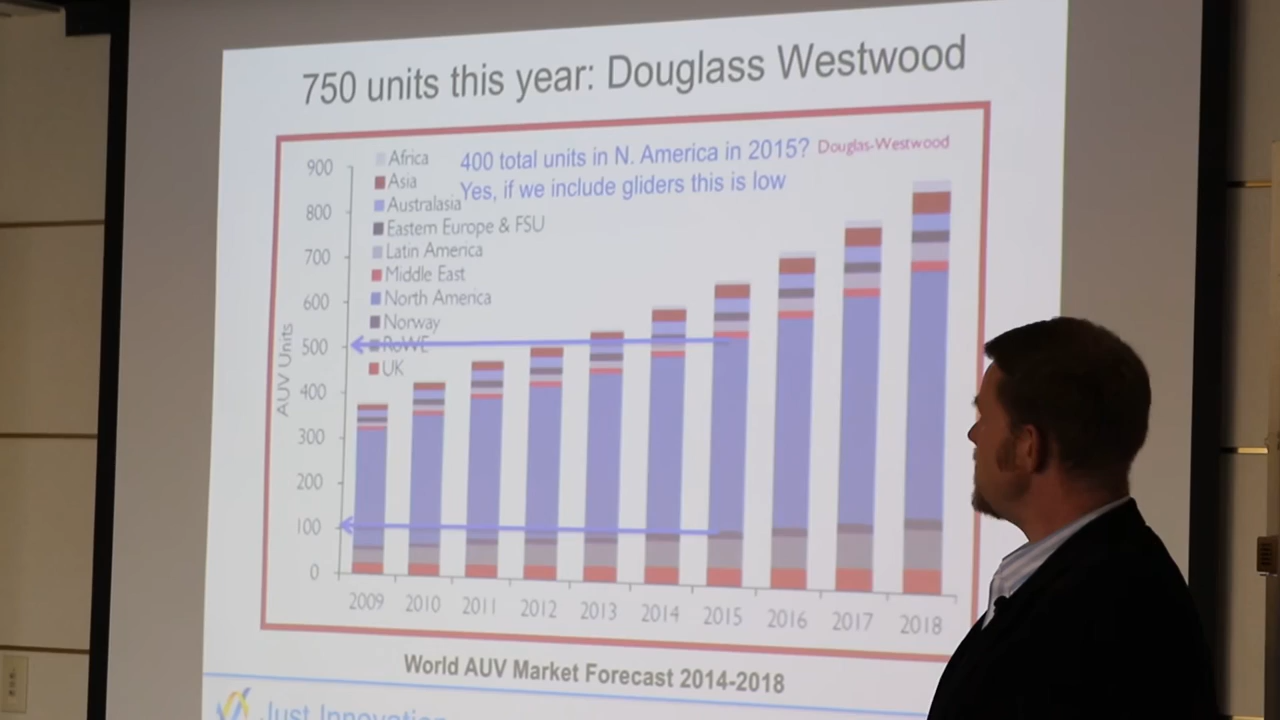 750 units this year: Douglass Westwood
400 total units in N. America in 2015?
Yes, if we include gliders this is low
Douglas-Westwood
Africa
Asia
Australasia
Eastern Europe & FSU
Latin America
Middle East
North America
Norway
RoWE
UK
AUV Units
900
800
700
600
500
400
300
200
100
0
2009 2010 2011 2012 2013 2014 2015 2016 2017 2018
World AUV Market Forecast 2014-2018
Just Innovation